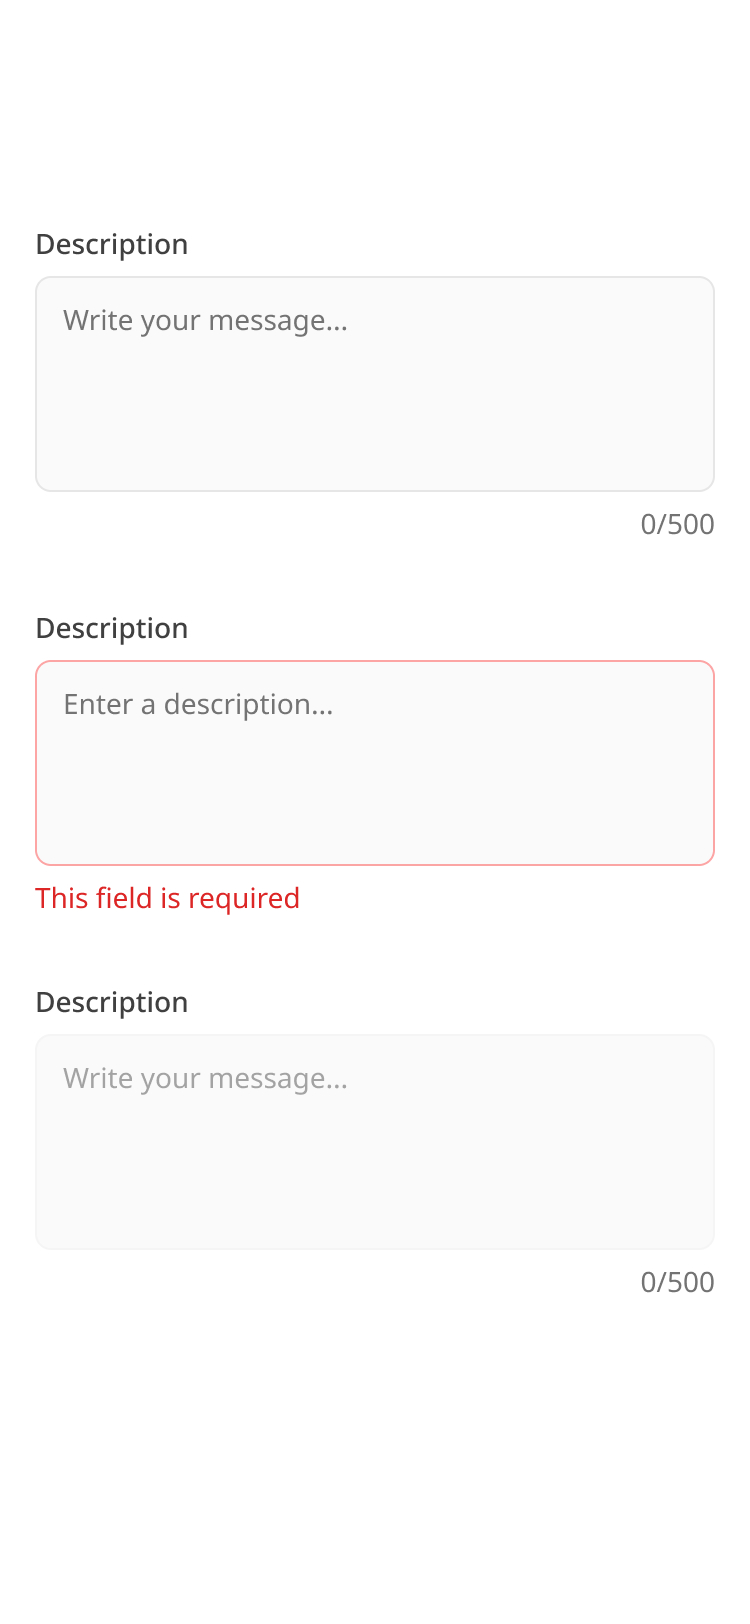 Description
Write your message...
0/500
Description
Enter a description...
This field is required
Description
Write your message...
0/500